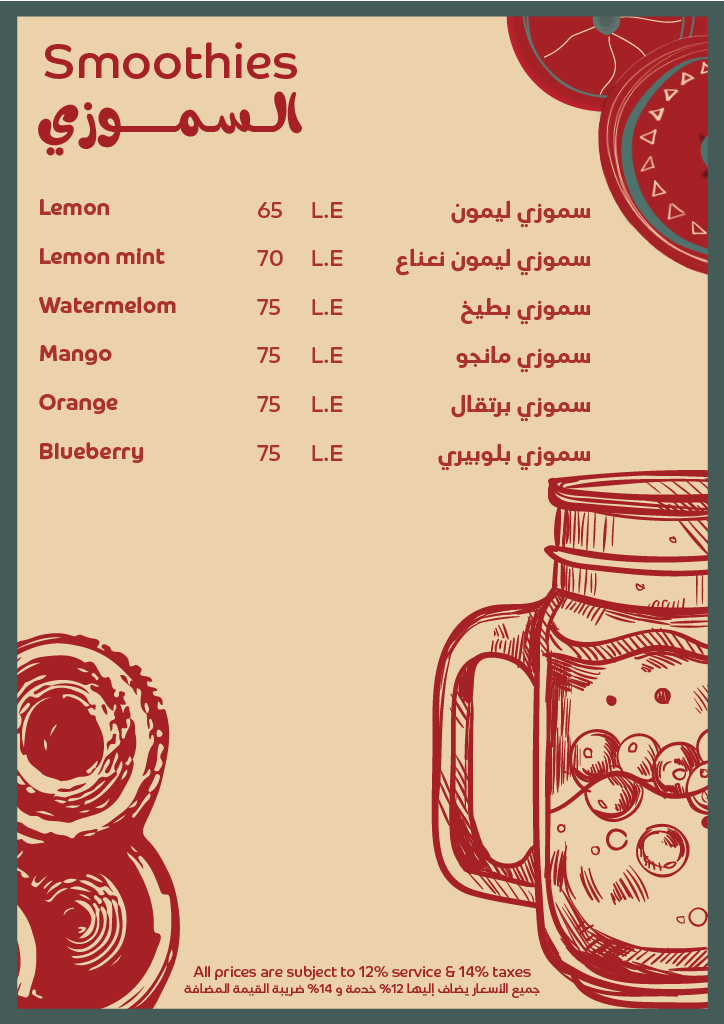 Smoothies
السمـــوزي
Lemon 65 L.E سموزي ليمون
Lemon mint 70 L.E سموزي ليمون نعناع
Watermelom 75 L.E سموزي بطيخ
Mango 75 L.E سموزي مانجو
Orange 75 L.E سموزي برتقال
Blueberry 75 L.E سموزي بلوبيري
All prices are subject to 12% service & 14% taxes
جميع الأسعار يضاف إليها 12% خدمة و 14% ضريبة القيمة المضافة